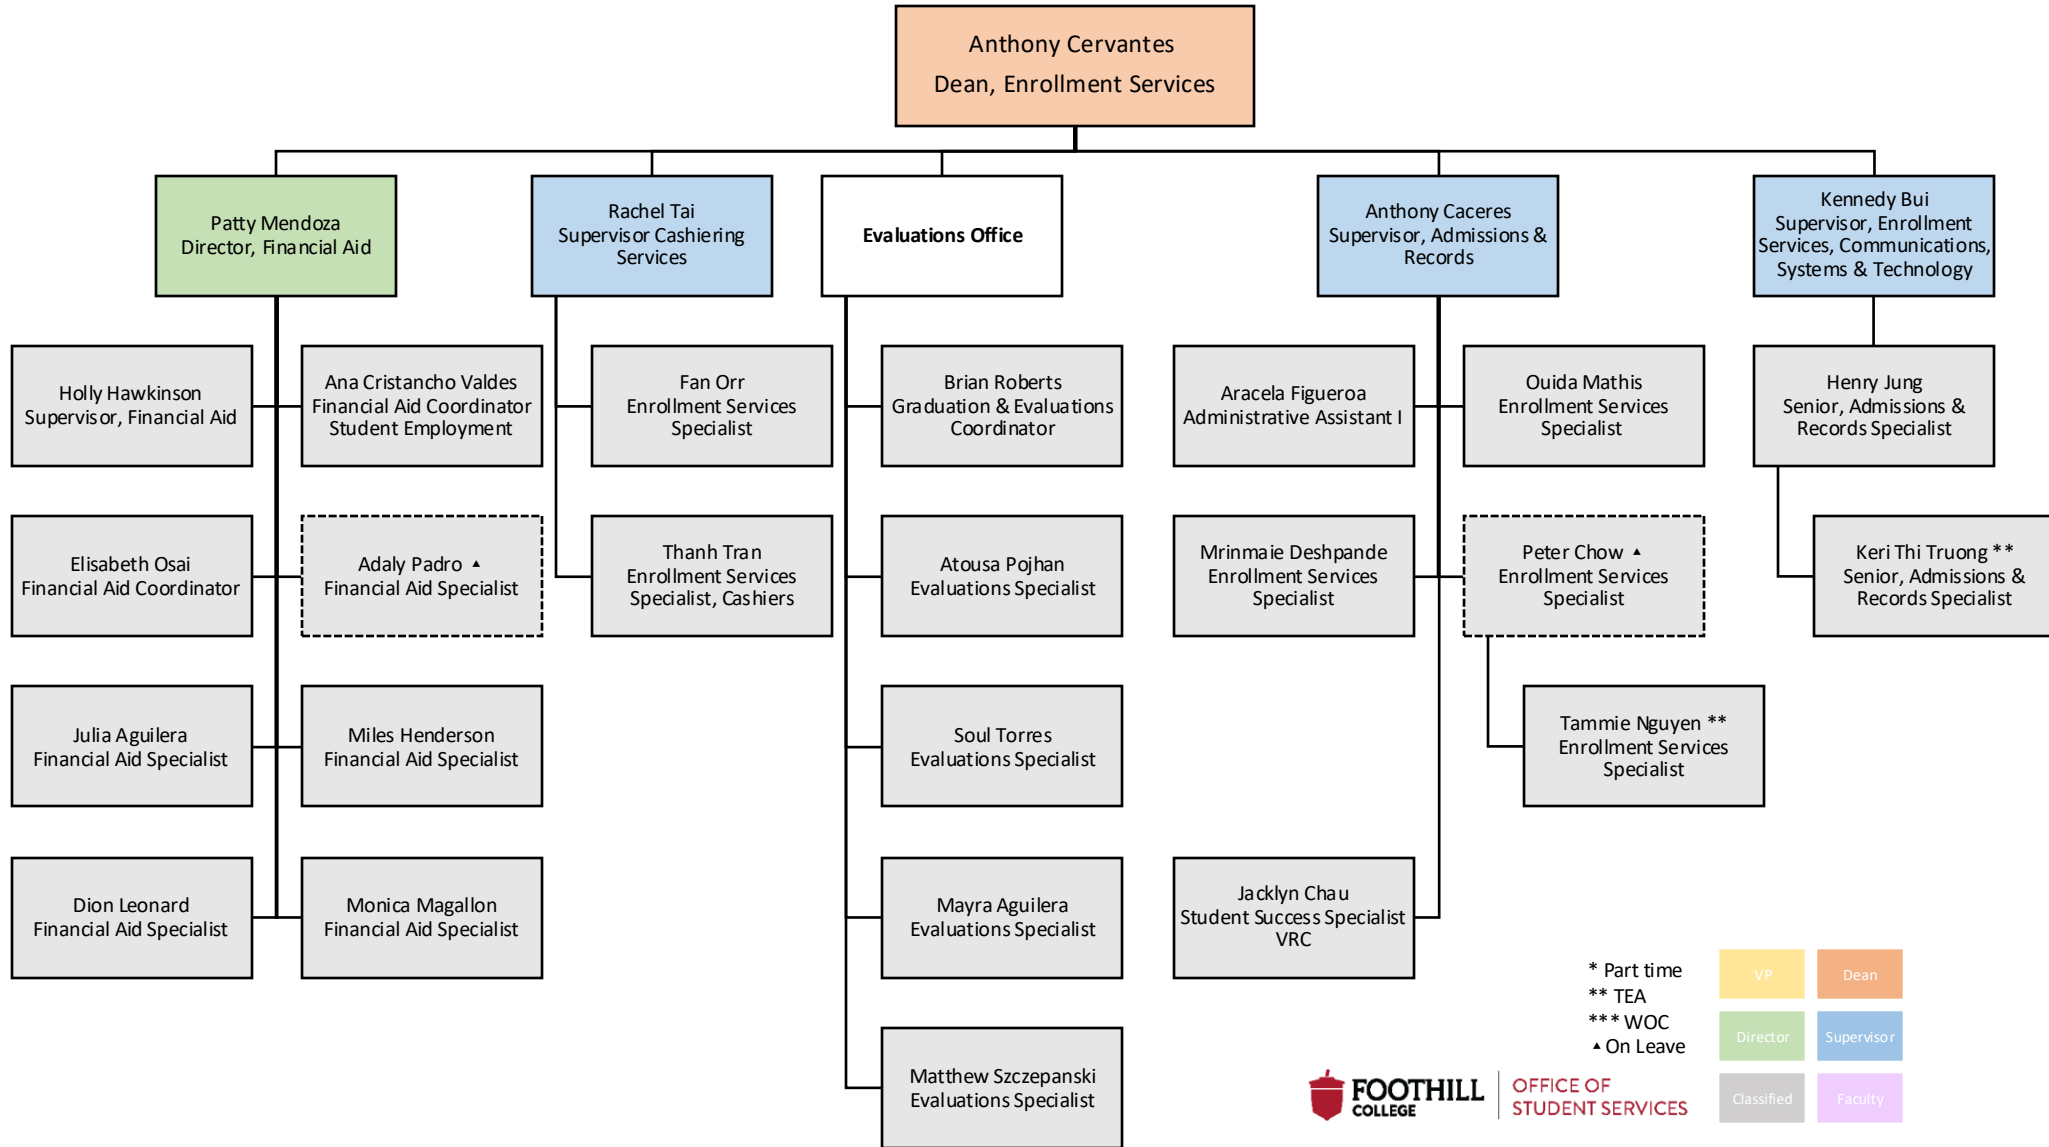 Anthony Cervantes
Dean, Enrollment Services
Patty Mendoza
Director, Financial Aid
Rachel Tai
Supervisor Cashiering
Services
Evaluations Office
Anthony Caceres
Supervisor, Admissions &
Records
Kennedy Bui
Supervisor, Enrollment
Services, Communications,
Systems & Technology
Holly Hawkinson
Supervisor, Financial Aid
Ana Cristancho Valdes
Financial Aid Coordinator
Student Employment
Fan Orr
Enrollment Services
Specialist
Brian Roberts
Graduation & Evaluations
Coordinator
Aracela Figueroa
Administrative Assistant I
Ouida Mathis
Enrollment Services
Specialist
Henry Jung
Senior, Admissions &
Records Specialist
Elisabeth Osai
Financial Aid Coordinator
Adaly Padro ▲
Financial Aid Specialist
Thanh Tran
Enrollment Services
Specialist, Cashiers
Atousa Pojhan
Evaluations Specialist
Mrinmaie Deshpande
Enrollment Services
Specialist
Peter Chow ▲
Enrollment Services
Specialist
Keri Thi Truong **
Senior, Admissions &
Records Specialist
Julia Aguilera
Financial Aid Specialist
Miles Henderson
Financial Aid Specialist
Soul Torres
Evaluations Specialist
Tammie Nguyen **
Enrollment Services
Specialist
Dion Leonard
Financial Aid Specialist
Monica Magallon
Financial Aid Specialist
Mayra Aguilera
Evaluations Specialist
Jacklyn Chau
Student Success Specialist
VRC
Matthew Szczepanski
Evaluations Specialist
* Part time
** TEA
*** WOC
▲ On Leave
VP
Dean
Director
Supervisor
Classified
Faculty
FOOTHILL
COLLEGE
OFFICE OF
STUDENT SERVICES